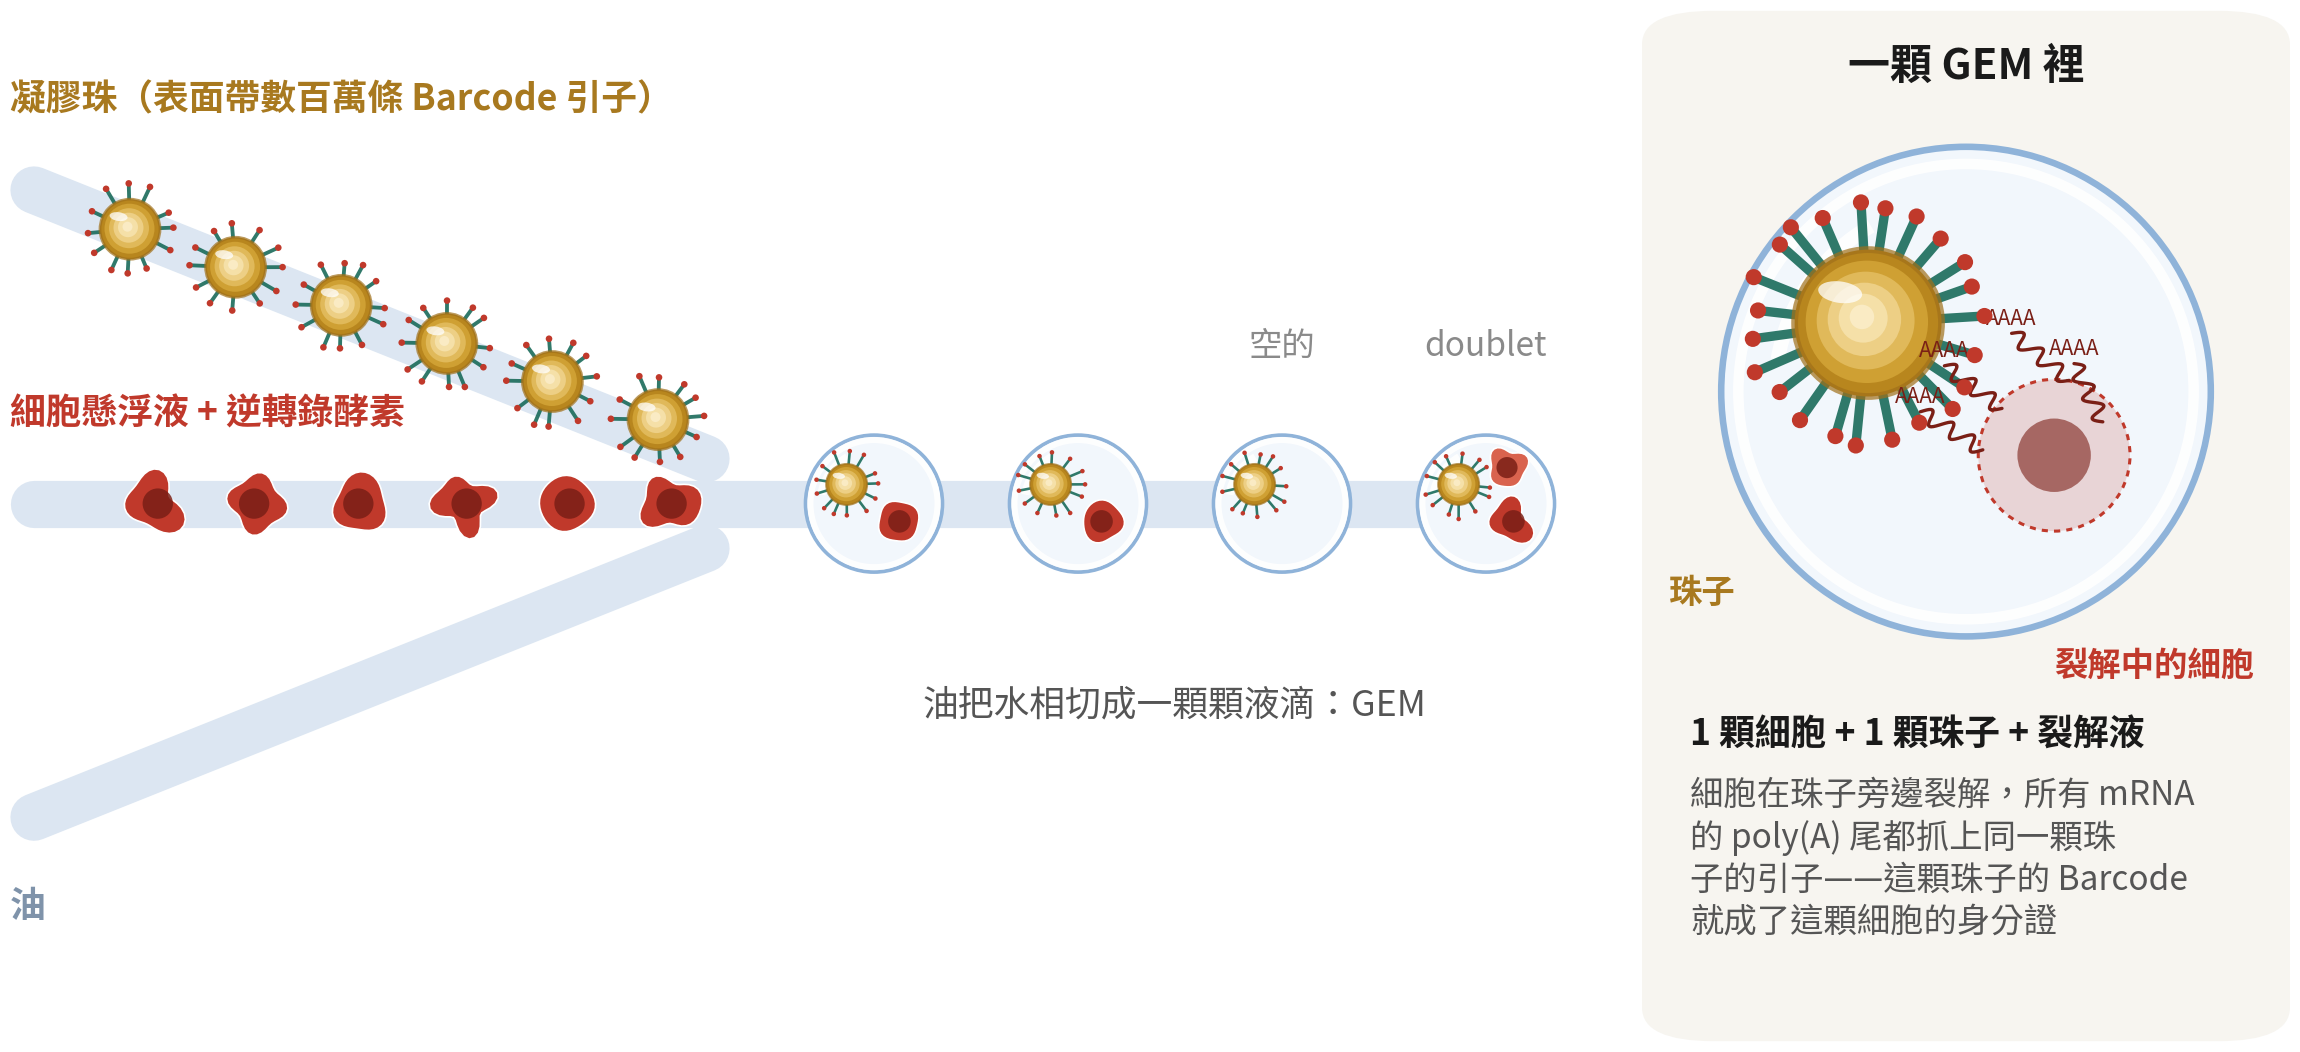 凝膠珠（表面帶數百萬條 Barcode 引子）
細胞懸浮液 + 逆轉錄酵素
油
空的
doublet
油把水相切成一顆顆液滴：GEM
一顆 GEM 裡
AAAA
AAAA
AAAA
AAAA
珠子
裂解中的細胞
1 顆細胞 + 1 顆珠子 + 裂解液
細胞在珠子旁邊裂解，所有 mRNA
的 poly(A) 尾都抓上同一顆珠
子的引子——這顆珠子的 Barcode
就成了這顆細胞的身分證